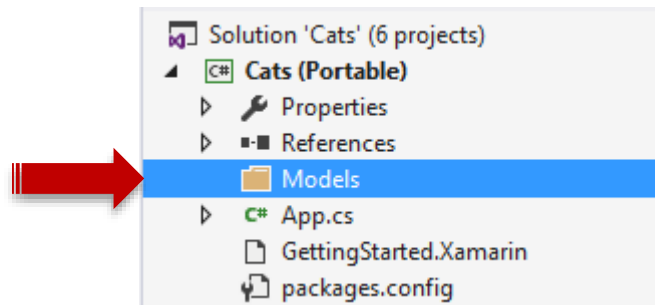 Solution 'Cats' (6 projects)
C# Cats (Portable)
Properties
References
Models
C# App.cs
GettingStarted.Xamarin
packages.config